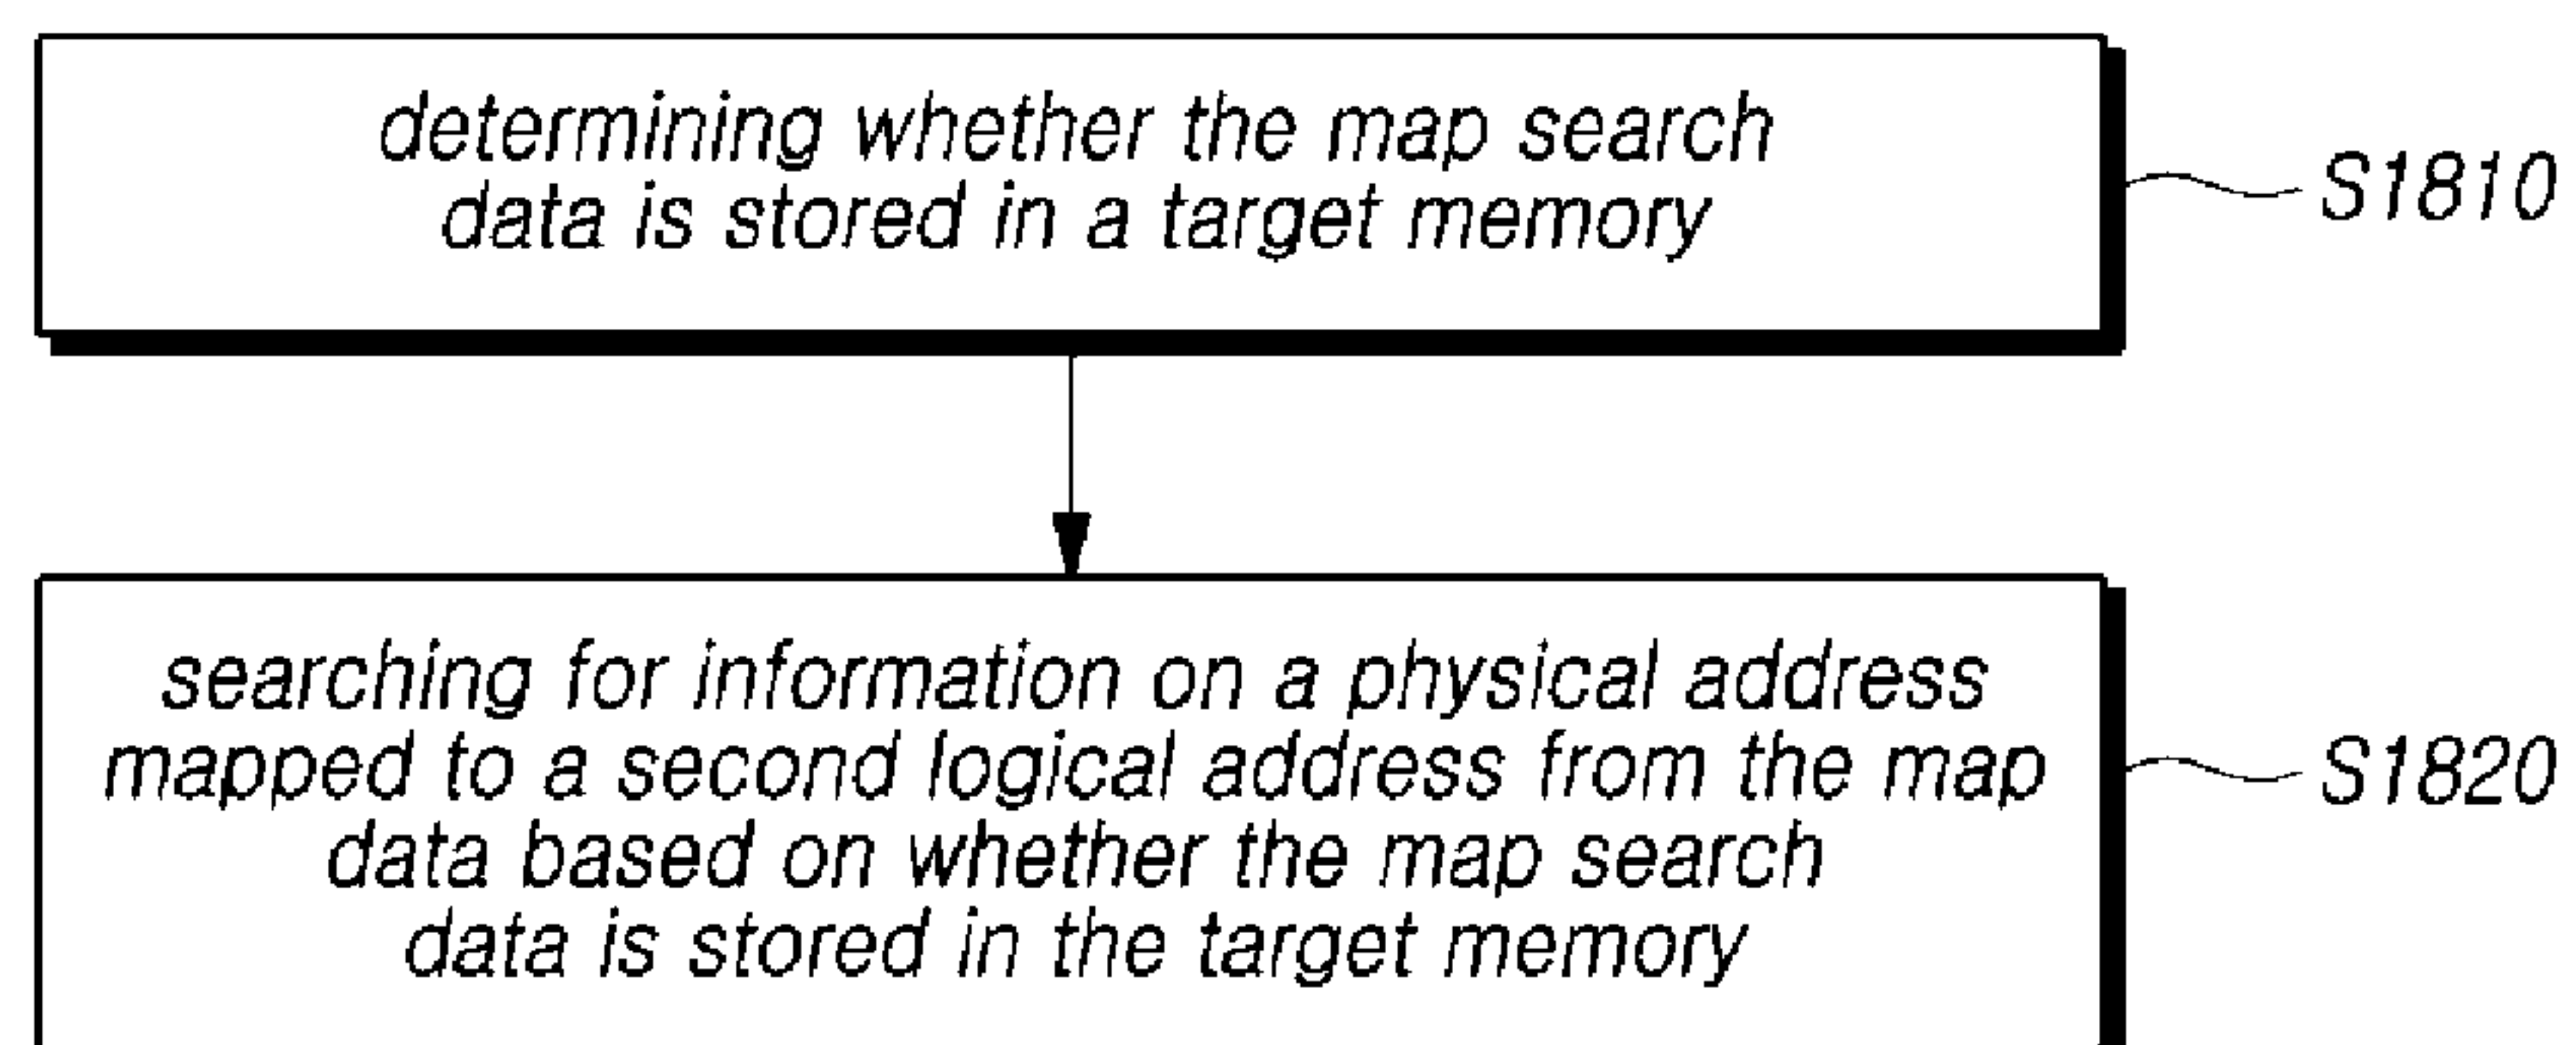 determining whether the map search
data is stored in a target memory
S1810
searching for information on a physical address
mapped to a second logical address from the map
data based on whether the map search
data is stored in the target memory
S1820